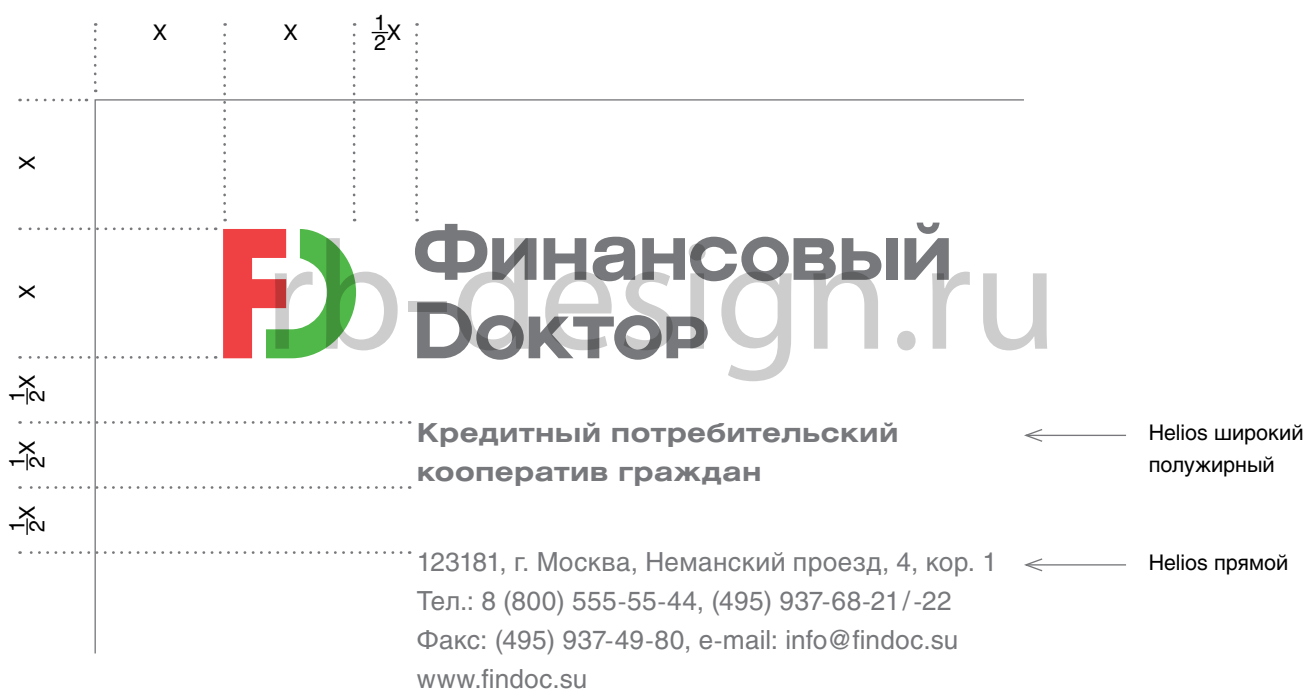 x x ½x
x
FD Финансовый
x
Dоктор
rb-design.ru
½x
Кредитный потребительский
½x
кооператив граждан
Helios широкий
полужирный
½x
123181, г. Москва, Неманский проезд, 4, кор. 1
Helios прямой
Тел.: 8 (800) 555-55-44, (495) 937-68-21/-22
Факс: (495) 937-49-80, e-mail: info@findoc.su
www.findoc.su